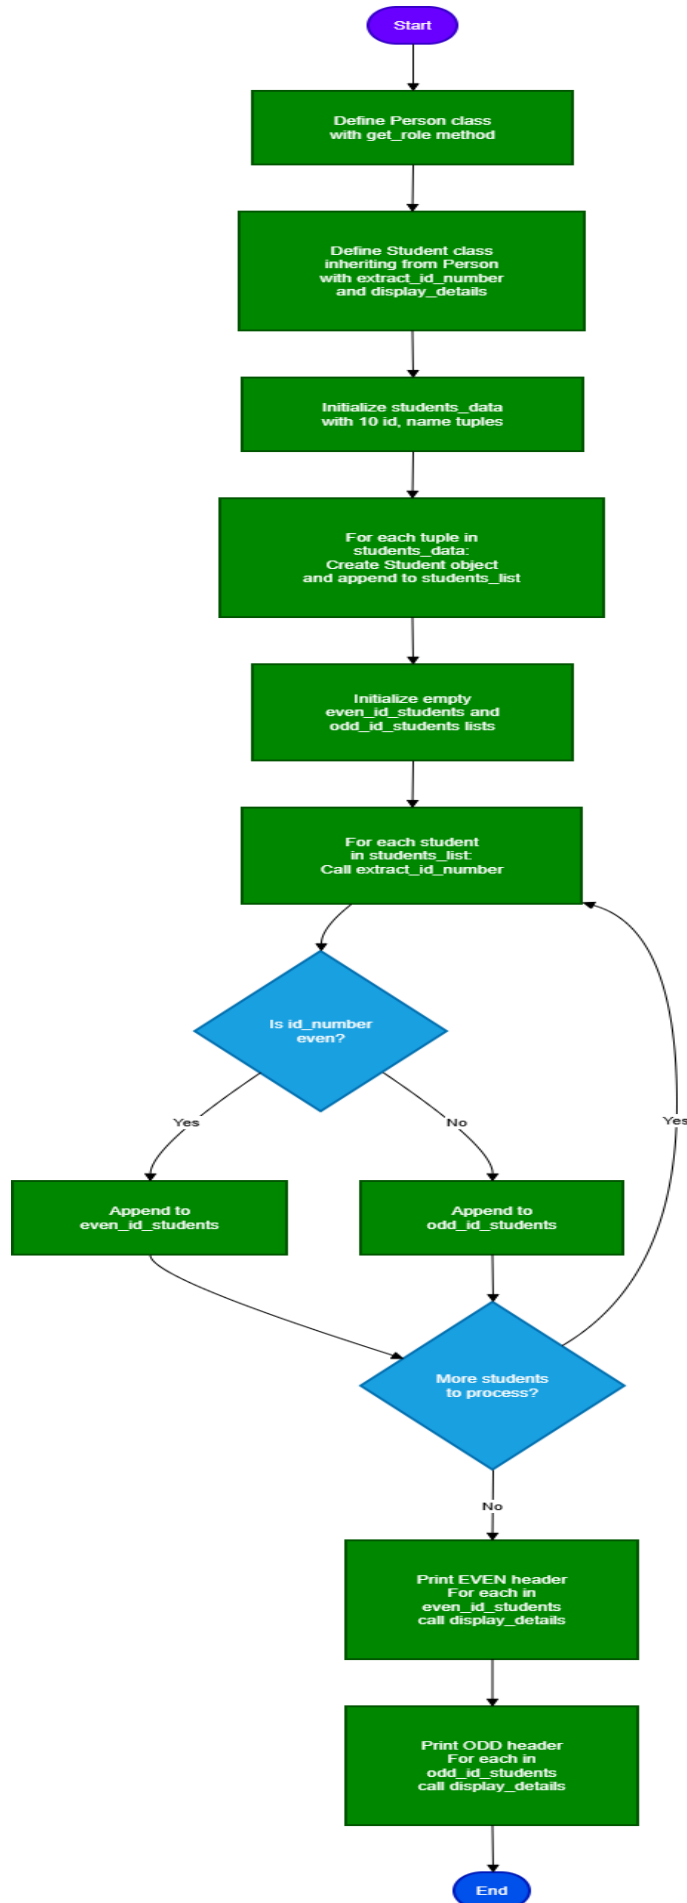 Start
Define Person class
with get_role method
Define Student class
inheriting from Person
with extract_id_number
and display_details
Initialize students_data
with 10 id, name tuples
For each tuple in
students_data:
Create Student object
and append to students_list
Initialize empty
even_id_students and
odd_id_students lists
For each student
in students_list:
Call extract_id_number
Is id_number
even?
Yes
No
Yes
Append to
even_id_students
Append to
odd_id_students
More students
to process?
No
Print EVEN header
For each in
even_id_students
call display_details
Print ODD header
For each in
odd_id_students
call display_details
End